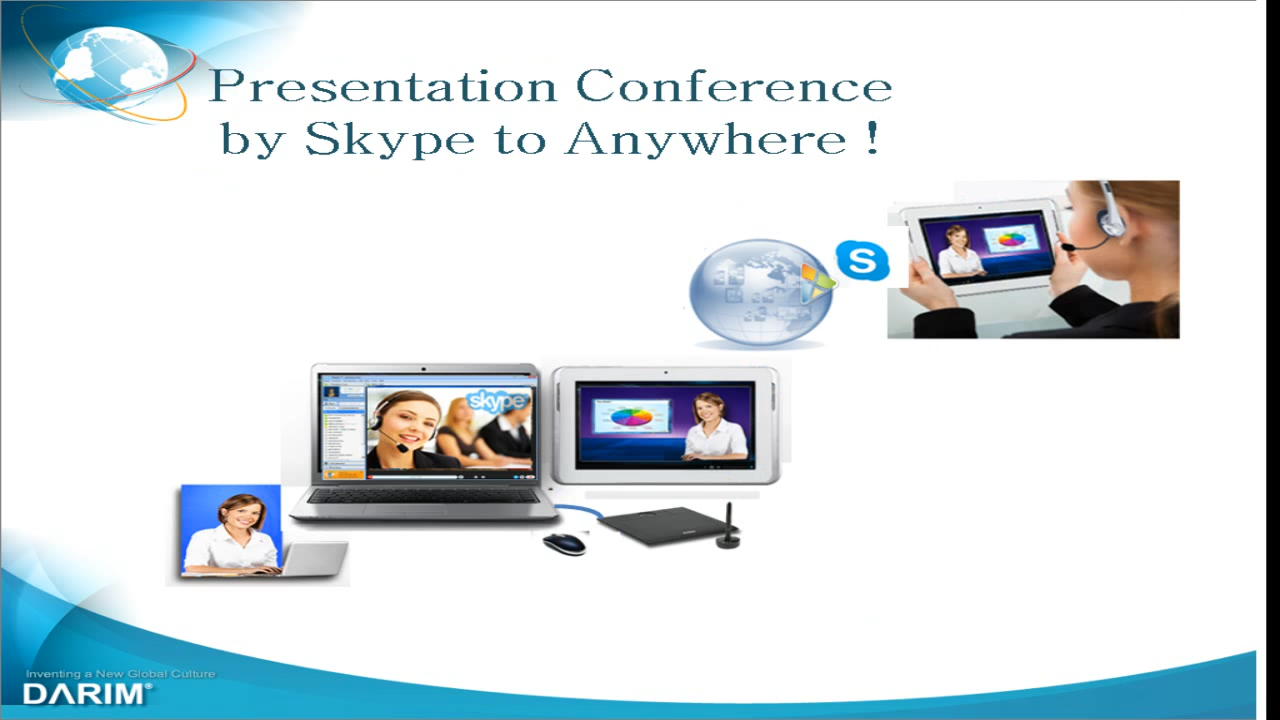 Presentation Conference
by Skype to Anywhere !
S
skype
Inventing a New Global Culture
DARIM®